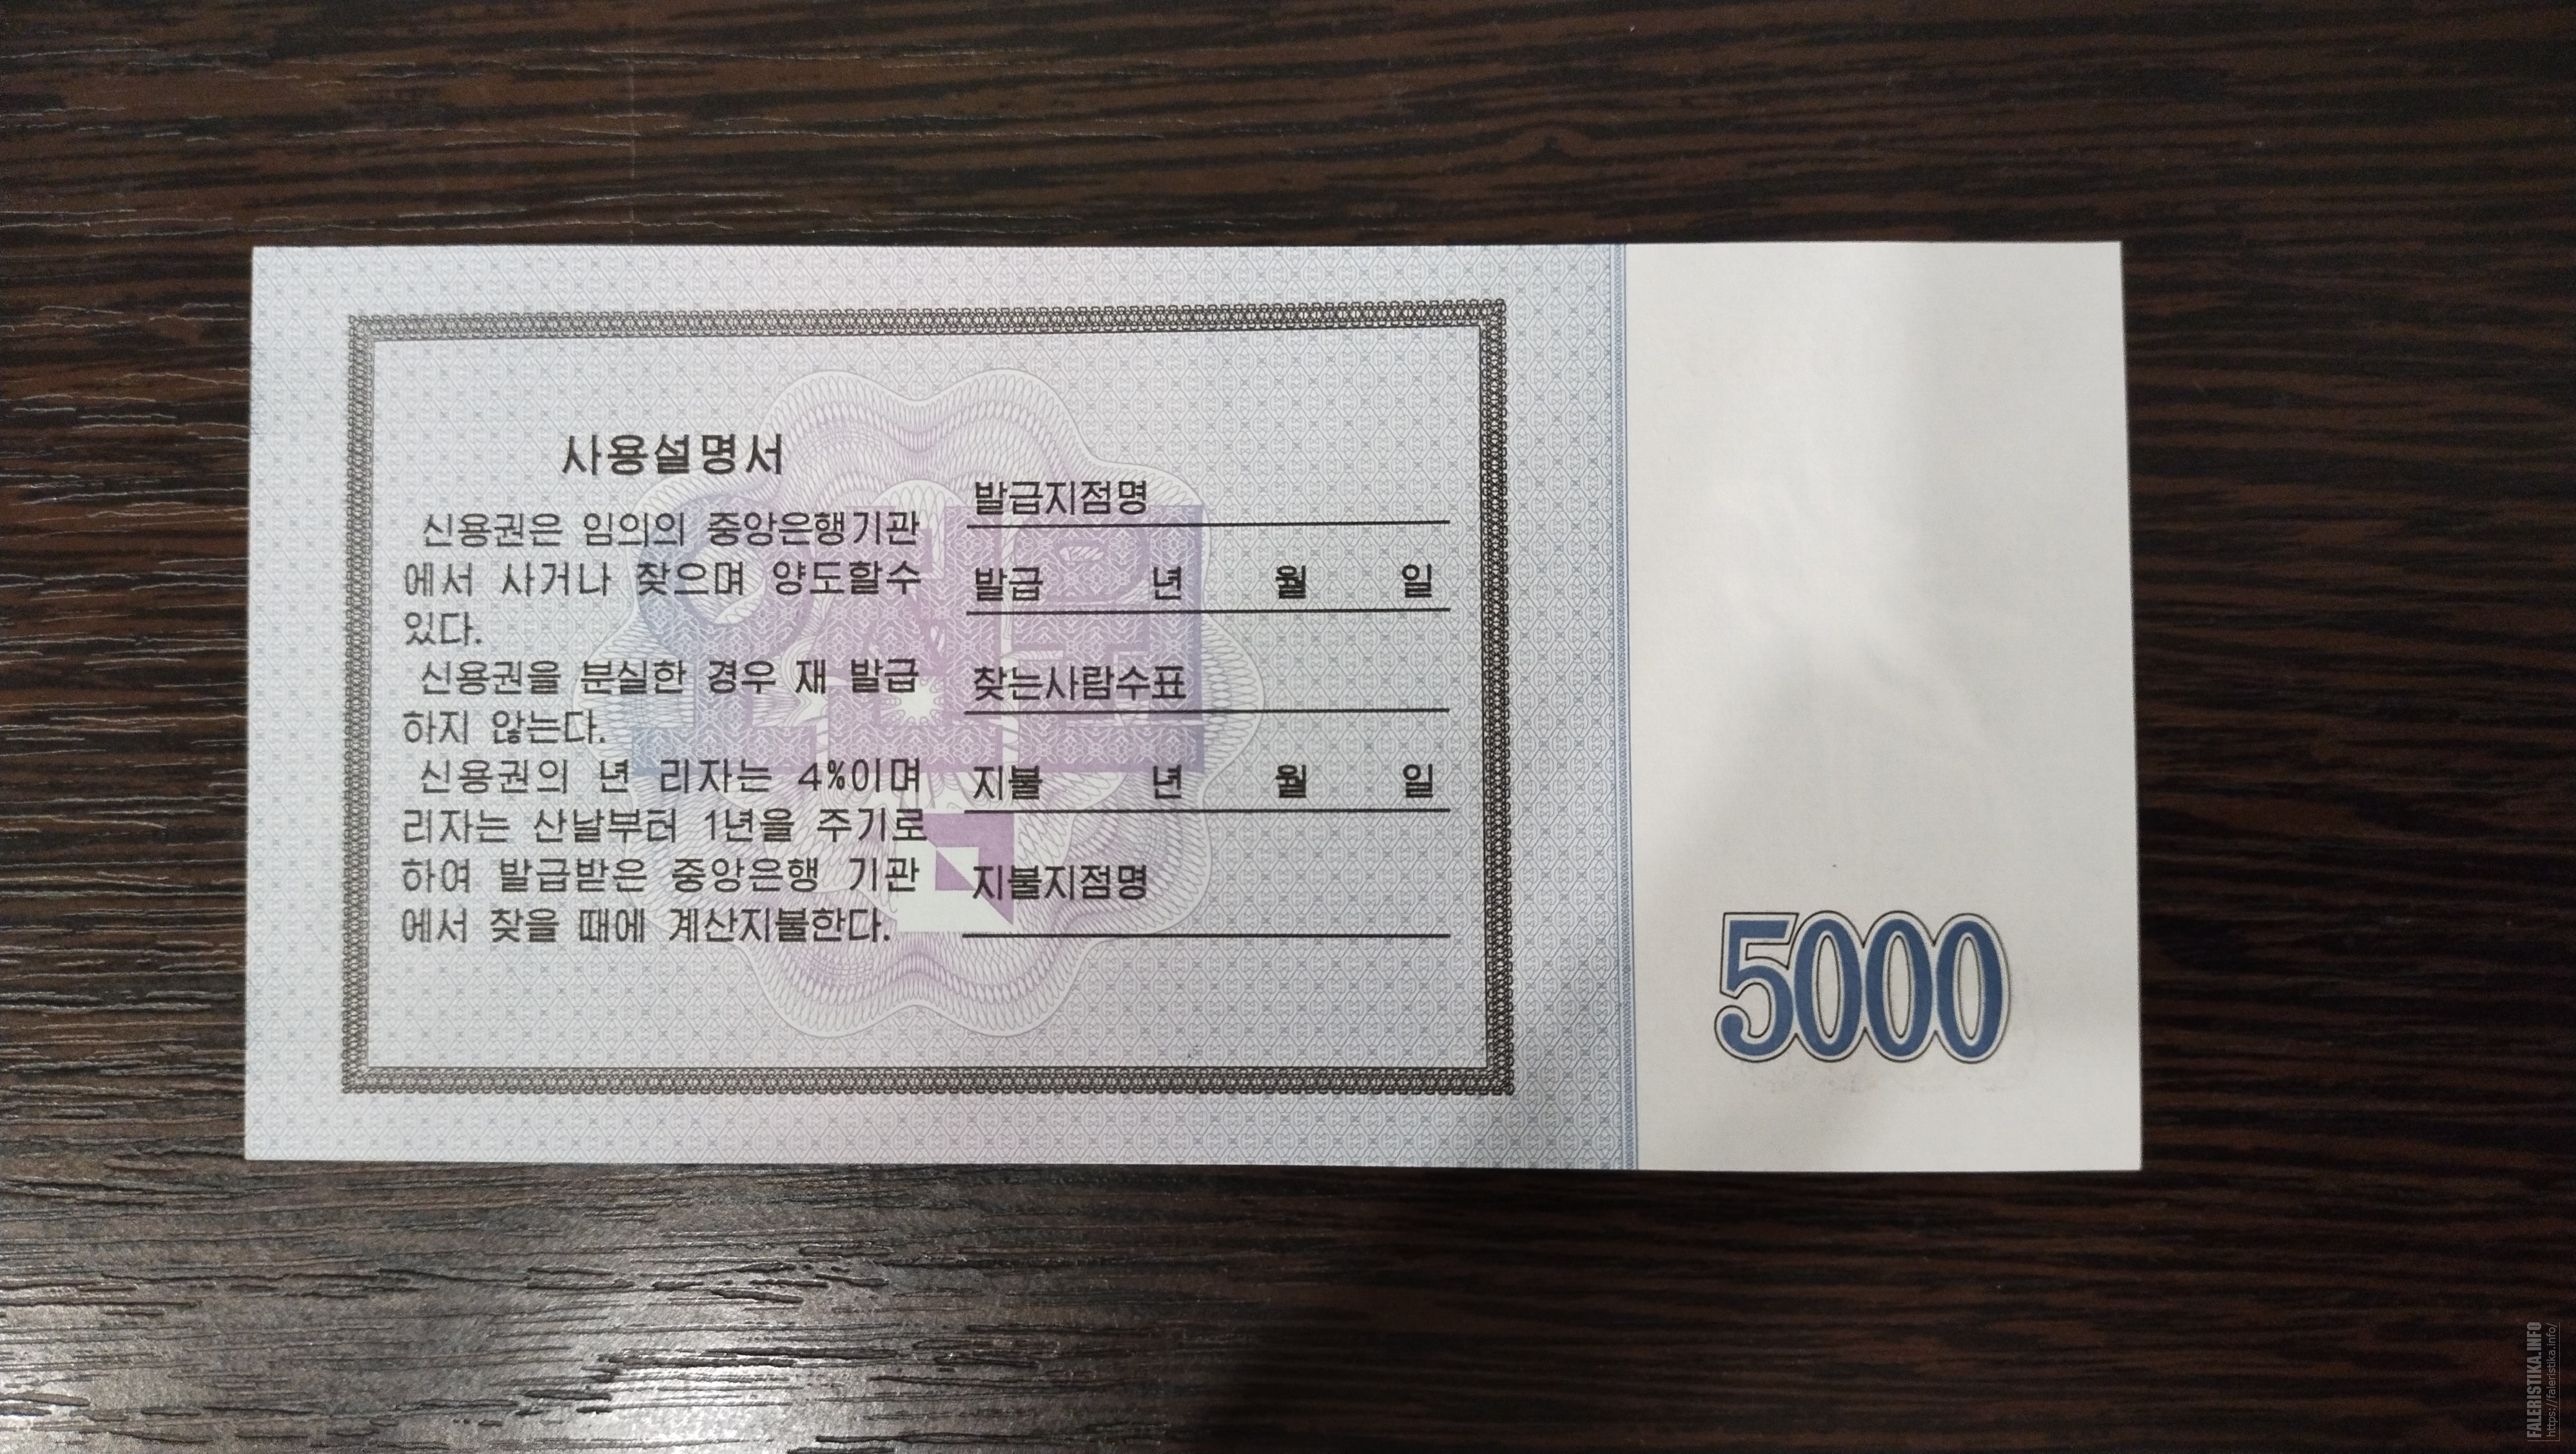 사용설명서
신용권은 임의의 중앙은행기관
에서 사거나 찾으며 양도할수
있다.
신용권을 분실한 경우 재 발급
하지 않는다.
신용권의 년 리자는 4%이며
리자는 산날부터 1년을 주기로
하여 발급받은 중앙은행 기관
에서 찾을 때에 계산지불한다.
발급지점명
발급 년 월 일
찾는사람수표
지불 년 월 일
지불지점명
5000
FALERISTIKA.INFO
https://faleristika.info/